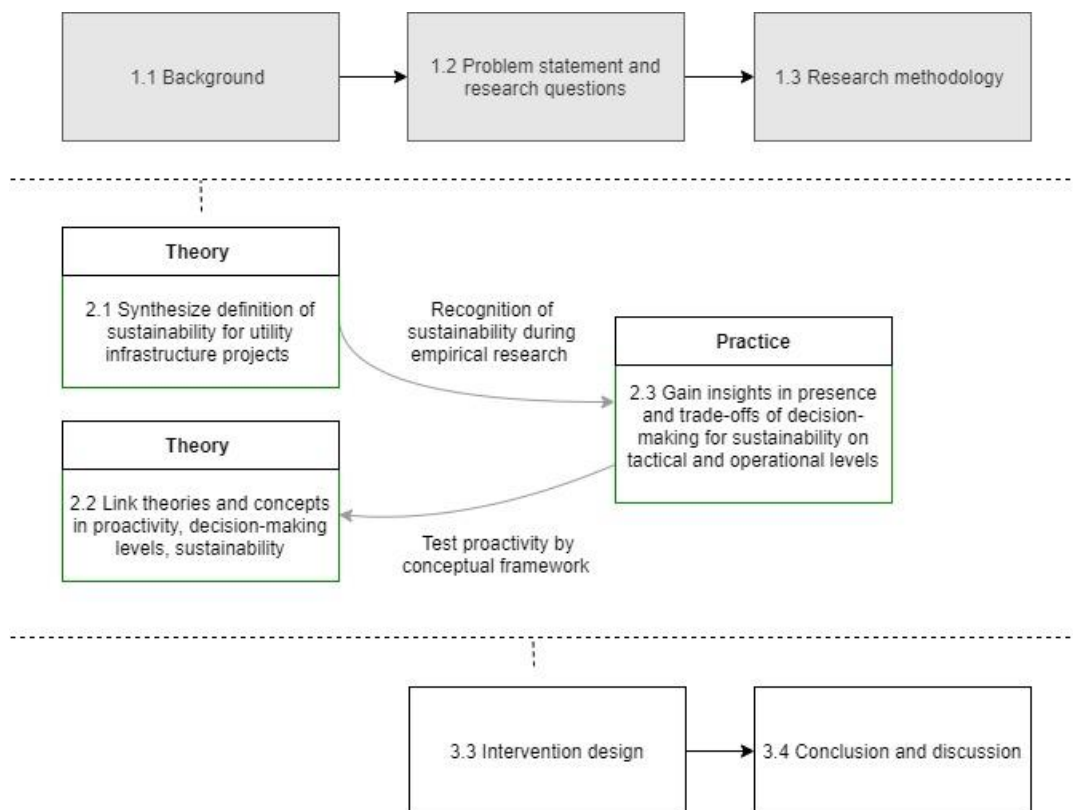 1.1 Background
1.2 Problem statement and
research questions
1.3 Research methodology
Theory
2.1 Synthesize definition of
sustainability for utility
infrastructure projects
Recognition of
sustainability during
empirical research
Practice
2.3 Gain insights in presence
and trade-offs of decision-
making for sustainability on
tactical and operational levels
Theory
2.2 Link theories and concepts
in proactivity, decision-making
levels, sustainability
Test proactivity by
conceptual framework
3.3 Intervention design
3.4 Conclusion and discussion